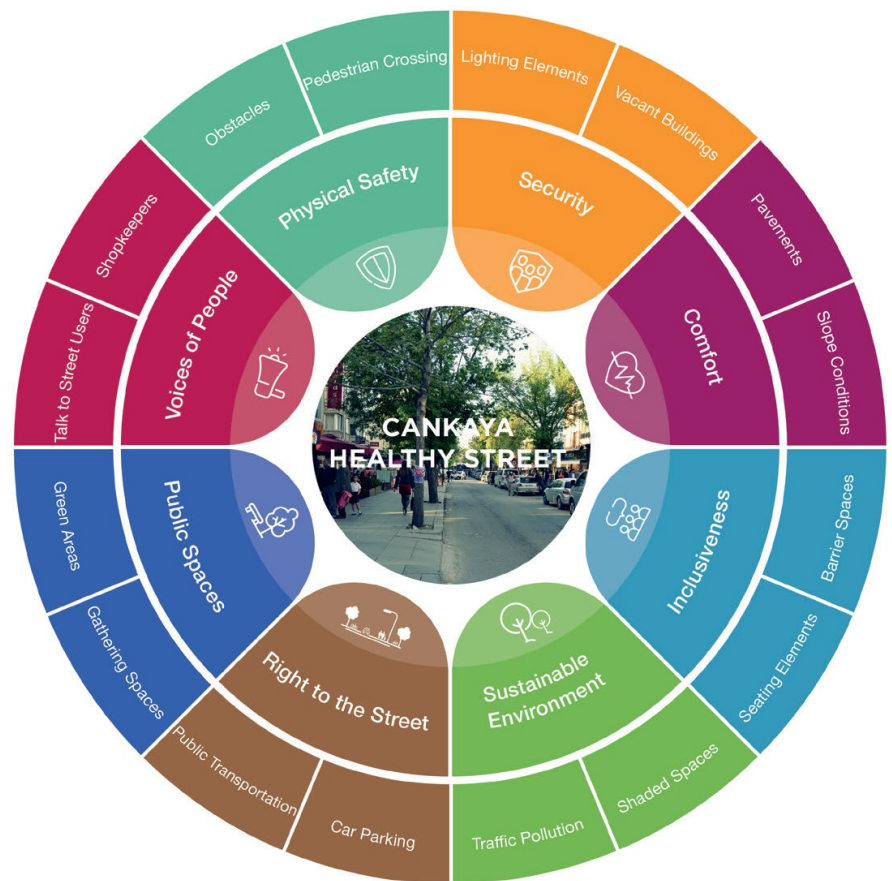 Pedestrian Crossing
Lighting Elements
Obstacles
Vacant Buildings
Physical Safety
Security
Shopkeepers
Pavements
Voices of People
Comfort
Talk to Street Users
Slope Conditions
CANKAYA
HEALTHY STREET
Green Areas
Barrier Spaces
Public Spaces
Inclusiveness
Gathering Spaces
Seating Elements
Right to the Street
Sustainable
Environment
Public Transportation
Shaded Spaces
Car Parking
Traffic Pollution